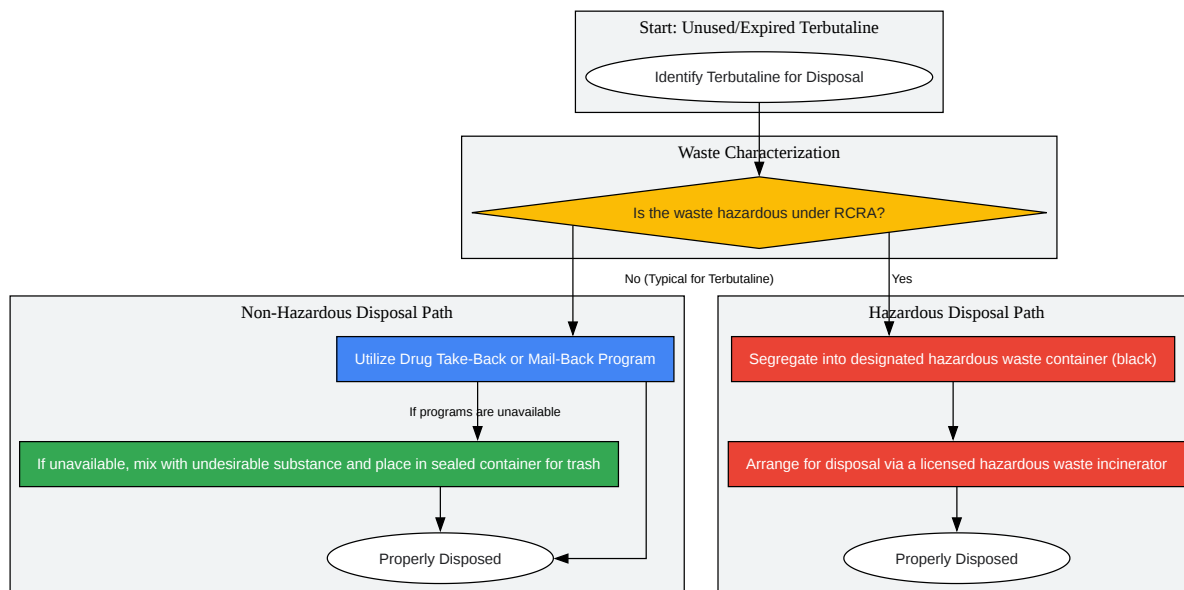 Start: Unused/Expired Terbutaline
Identify Terbutaline for Disposal
Waste Characterization
Is the waste hazardous under RCRA?
No (Typical for Terbutaline)
Yes
Non-Hazardous Disposal Path
Utilize Drug Take-Back or Mail-Back Program
If programs are unavailable
If unavailable, mix with undesirable substance and place in sealed container for trash
Properly Disposed
Hazardous Disposal Path
Segregate into designated hazardous waste container (black)
Arrange for disposal via a licensed hazardous waste incinerator
Properly Disposed